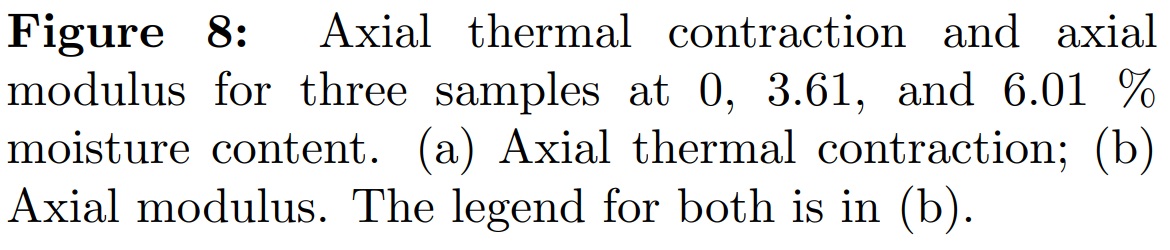 Figure 8: Axial thermal contraction and axial
modulus for three samples at 0, 3.61, and 6.01 %
moisture content. (a) Axial thermal contraction; (b)
Axial modulus. The legend for both is in (b).